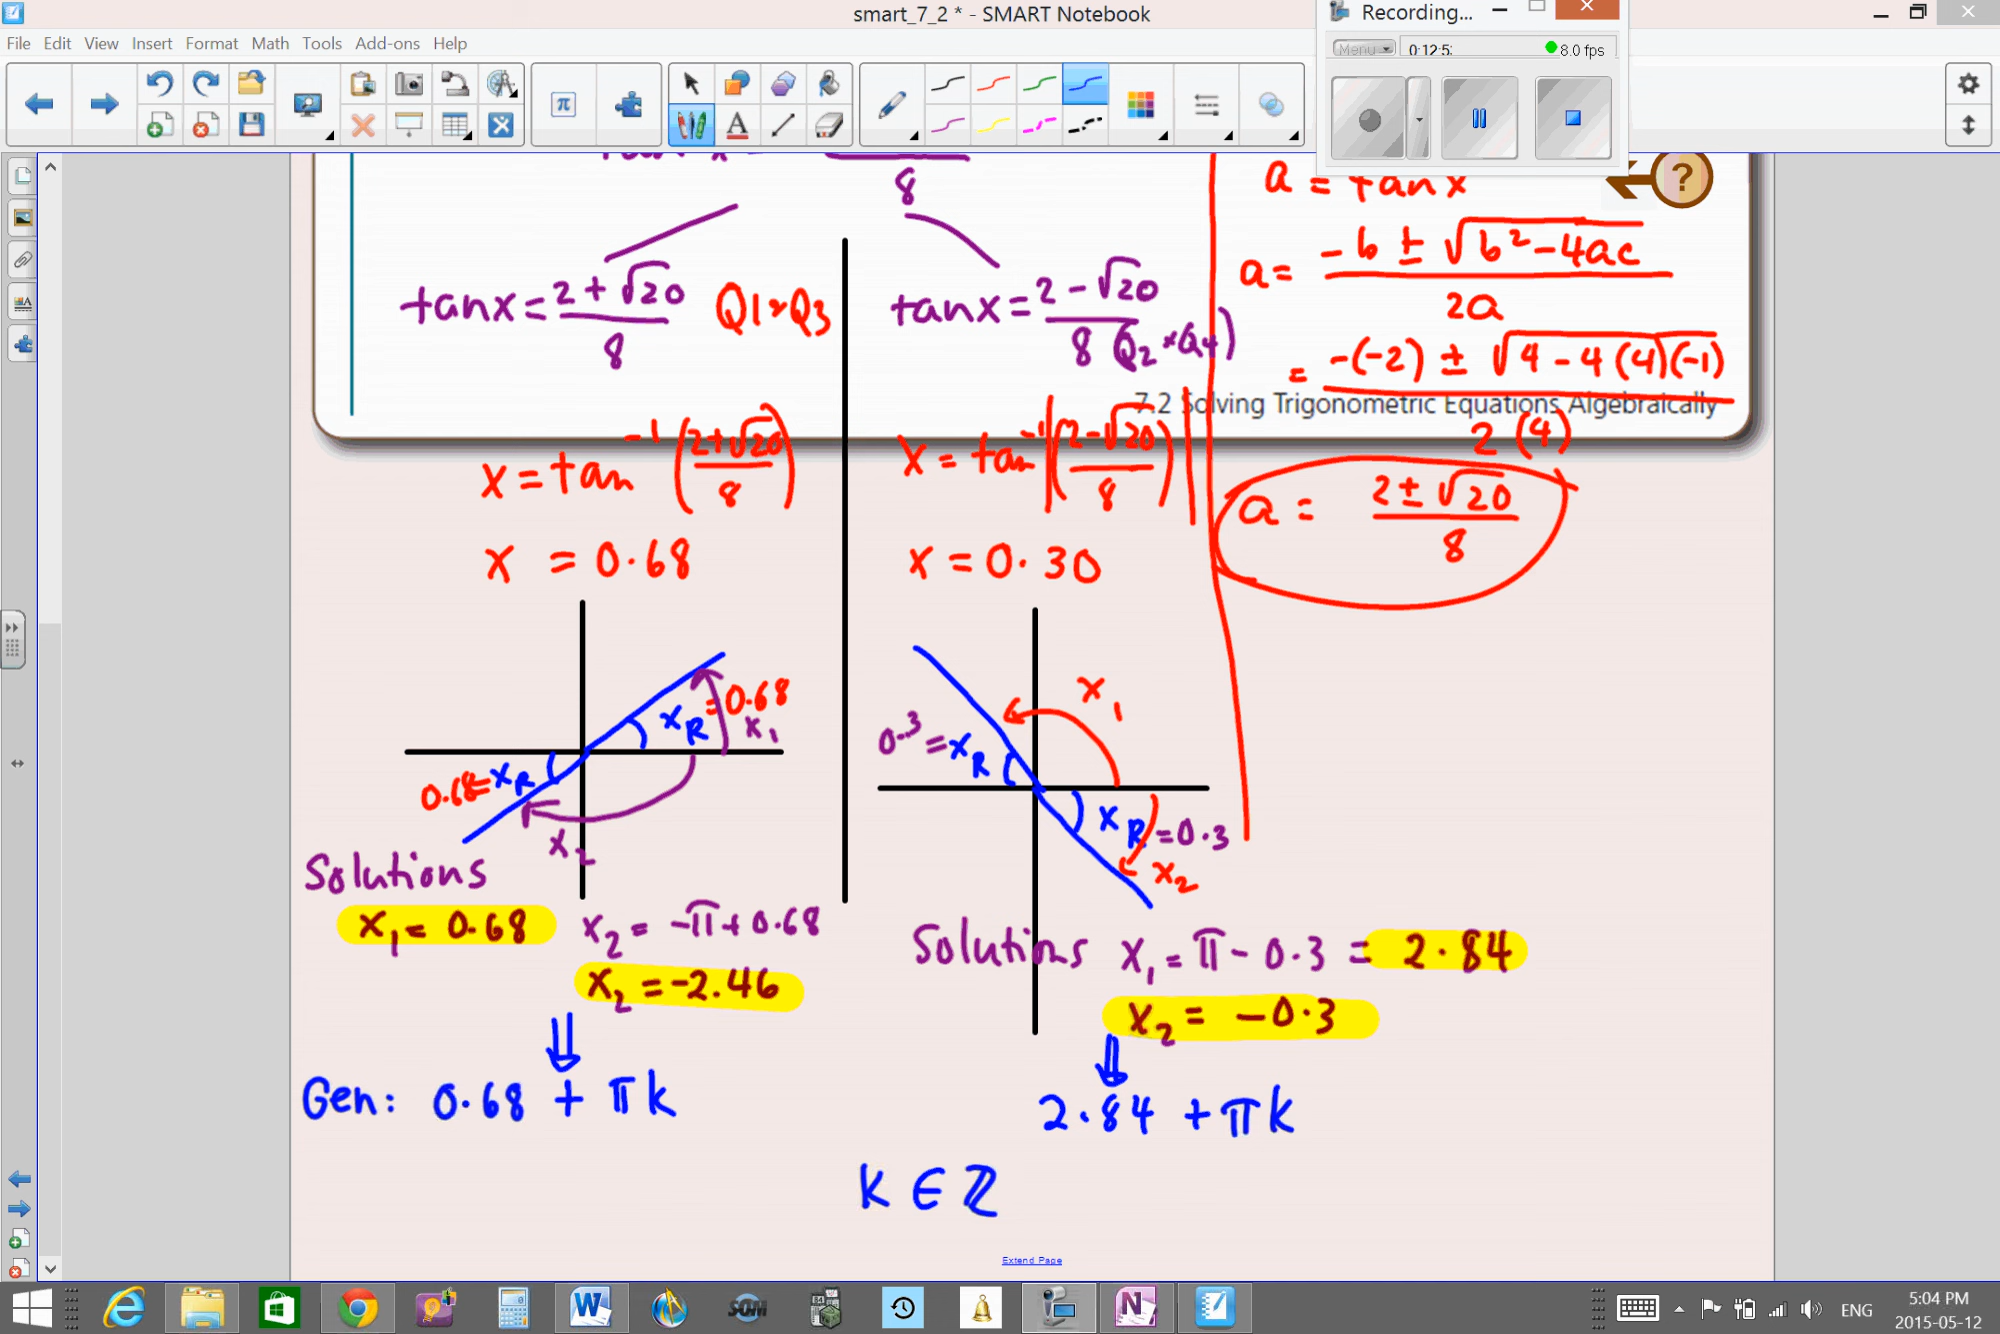 smart_7_2 * - SMART Notebook
Recording...
File Edit View Insert Format Math Tools Add-ons Help
Menu
0:12:5
8.0 fps
8
a = tan x
?
tanx = 2 + √20 / 8 Q1 & Q3
tanx = 2 - √20 / 8 (Q2 & Q4)
a = -b ± √b² - 4ac / 2a
= -(-2) ± √4 - 4(4)(-1) / 2(4)
7.2 Solving Trigonometric Equations Algebraically
x = tan⁻¹ (2+√20 / 8)
x = tan⁻¹ |(2-√20 / 8)|
a = 2 ± √20 / 8
x = 0.68
x = 0.30
xR = 0.68
x₁
0.68 = xR
x₂
x₁
0.3 = xR
xR = 0.3
x₂
Solutions
x₁ = 0.68
x₂ = -π + 0.68
x₂ = -2.46
Solutions x₁ = π - 0.3 = 2.84
x₂ = -0.3
⇓
⇓
Gen: 0.68 + πk
2.84 + πk
K ∈ ℤ
Extend Page
ENG
5:04 PM
2015-05-12